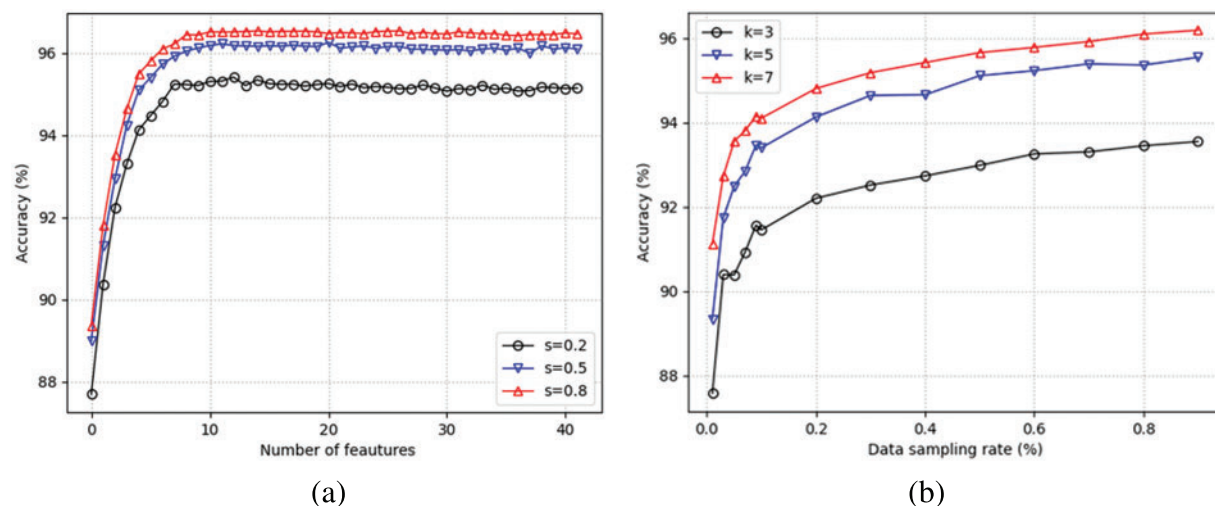 96
94
92
90
88
Accuracy (%)
s=0.2
s=0.5
s=0.8
0
10
20
30
40
Number of feautures
(a)
k=3
k=5
k=7
96
94
92
90
88
Accuracy (%)
0.0
0.2
0.4
0.6
0.8
Data sampling rate (%)
(b)